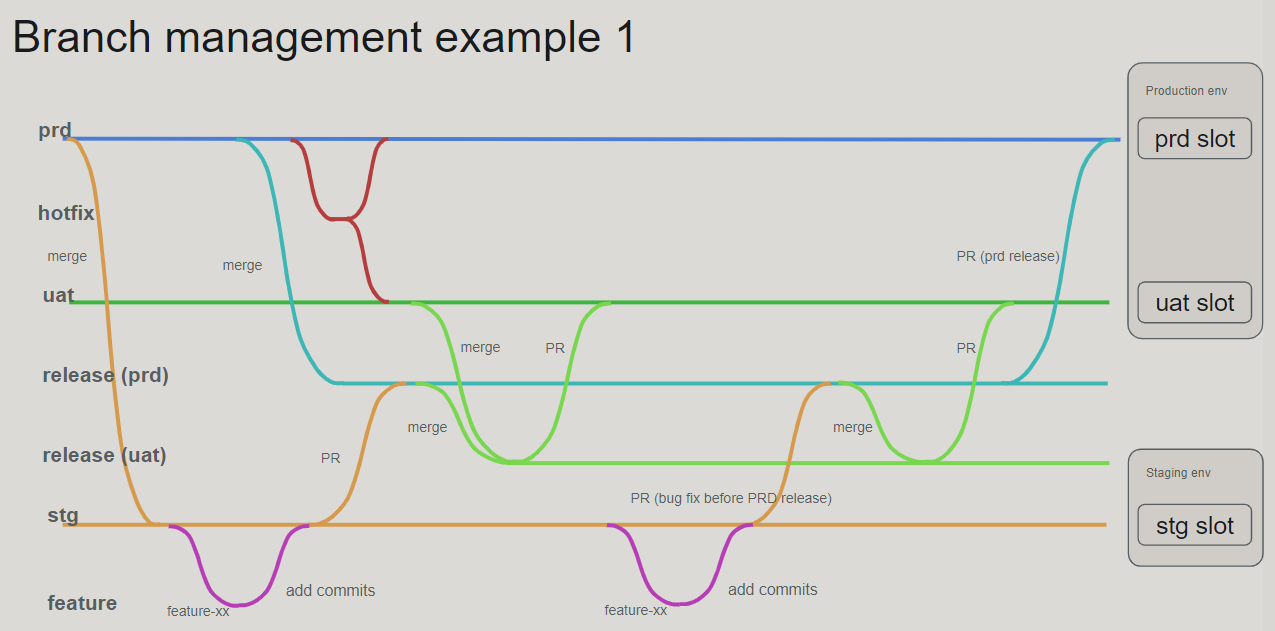 Branch management example 1
Production env
prd
prd slot
hotfix
merge
merge
PR (prd release)
uat
uat slot
merge
PR
PR
release (prd)
merge
merge
release (uat)
PR
Staging env
PR (bug fix before PRD release)
stg
stg slot
add commits
add commits
feature
feature-xx
feature-xx